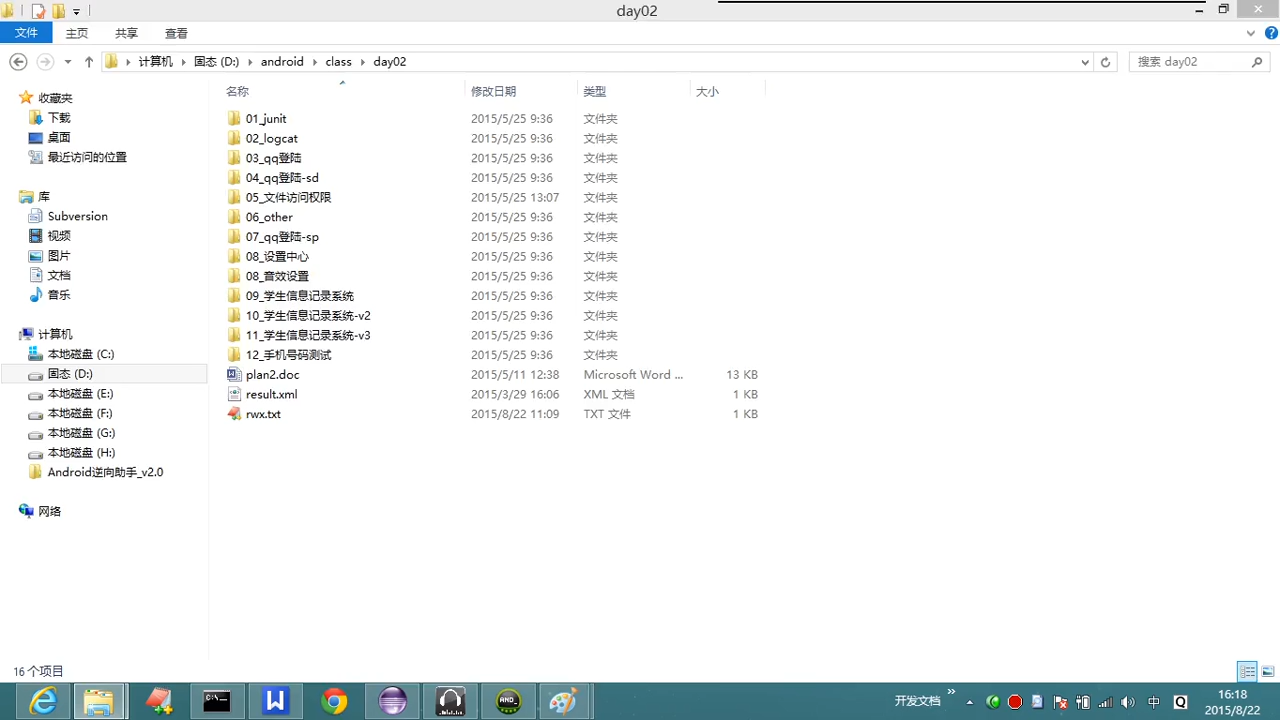 day02
文件 主页 共享 查看
计算机 固态 (D:) android class day02 搜索 day02
名称 修改日期 类型 大小
收藏夹
下载
桌面
最近访问的位置
库
Subversion
视频
图片
文档
音乐
计算机
本地磁盘 (C:)
固态 (D:)
本地磁盘 (E:)
本地磁盘 (F:)
本地磁盘 (G:)
本地磁盘 (H:)
Android逆向助手_v2.0
网络
01_junit 2015/5/25 9:36 文件夹
02_logcat 2015/5/25 9:36 文件夹
03_qq登陆 2015/5/25 9:36 文件夹
04_qq登陆-sd 2015/5/25 9:36 文件夹
05_文件访问权限 2015/5/25 13:07 文件夹
06_other 2015/5/25 9:36 文件夹
07_qq登陆-sp 2015/5/25 9:36 文件夹
08_设置中心 2015/5/25 9:36 文件夹
08_音效设置 2015/5/25 9:36 文件夹
09_学生信息记录系统 2015/5/25 9:36 文件夹
10_学生信息记录系统-v2 2015/5/25 9:36 文件夹
11_学生信息记录系统-v3 2015/5/25 9:36 文件夹
12_手机号码测试 2015/5/25 9:36 文件夹
plan2.doc 2015/5/11 12:38 Microsoft Word ... 13 KB
result.xml 2015/3/29 16:06 XML 文档 1 KB
rwx.txt 2015/8/22 11:09 TXT 文件 1 KB
16 个项目
开发文档 中 16:18
2015/8/22